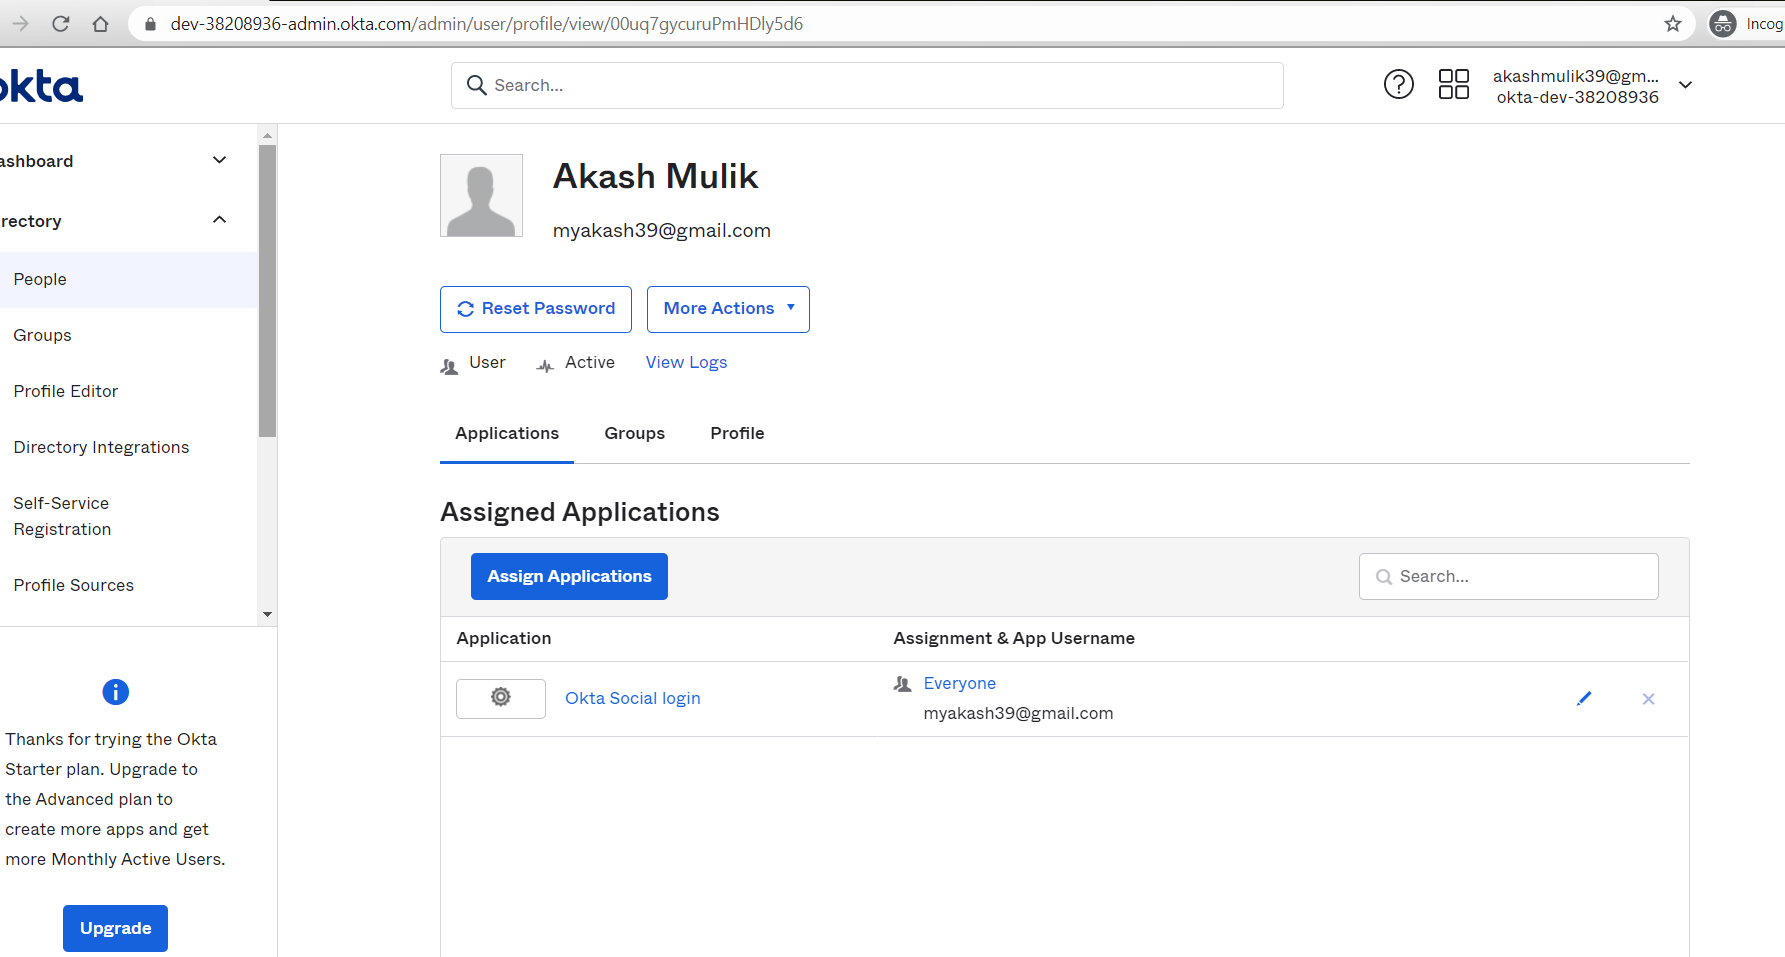 dev-38208936-admin.okta.com/admin/user/profile/view/00uq7gycuruPmHDly5d6
Incog
okta
Search...
akashmulik39@gm...
okta-dev-38208936
ashboard
rectory
People
Groups
Profile Editor
Directory Integrations
Self-Service
Registration
Profile Sources
Thanks for trying the Okta
Starter plan. Upgrade to
the Advanced plan to
create more apps and get
more Monthly Active Users.
Upgrade
Akash Mulik
myakash39@gmail.com
Reset Password
More Actions
User
Active
View Logs
Applications
Groups
Profile
Assigned Applications
Assign Applications
Search...
Application
Assignment & App Username
Okta Social login
Everyone
myakash39@gmail.com